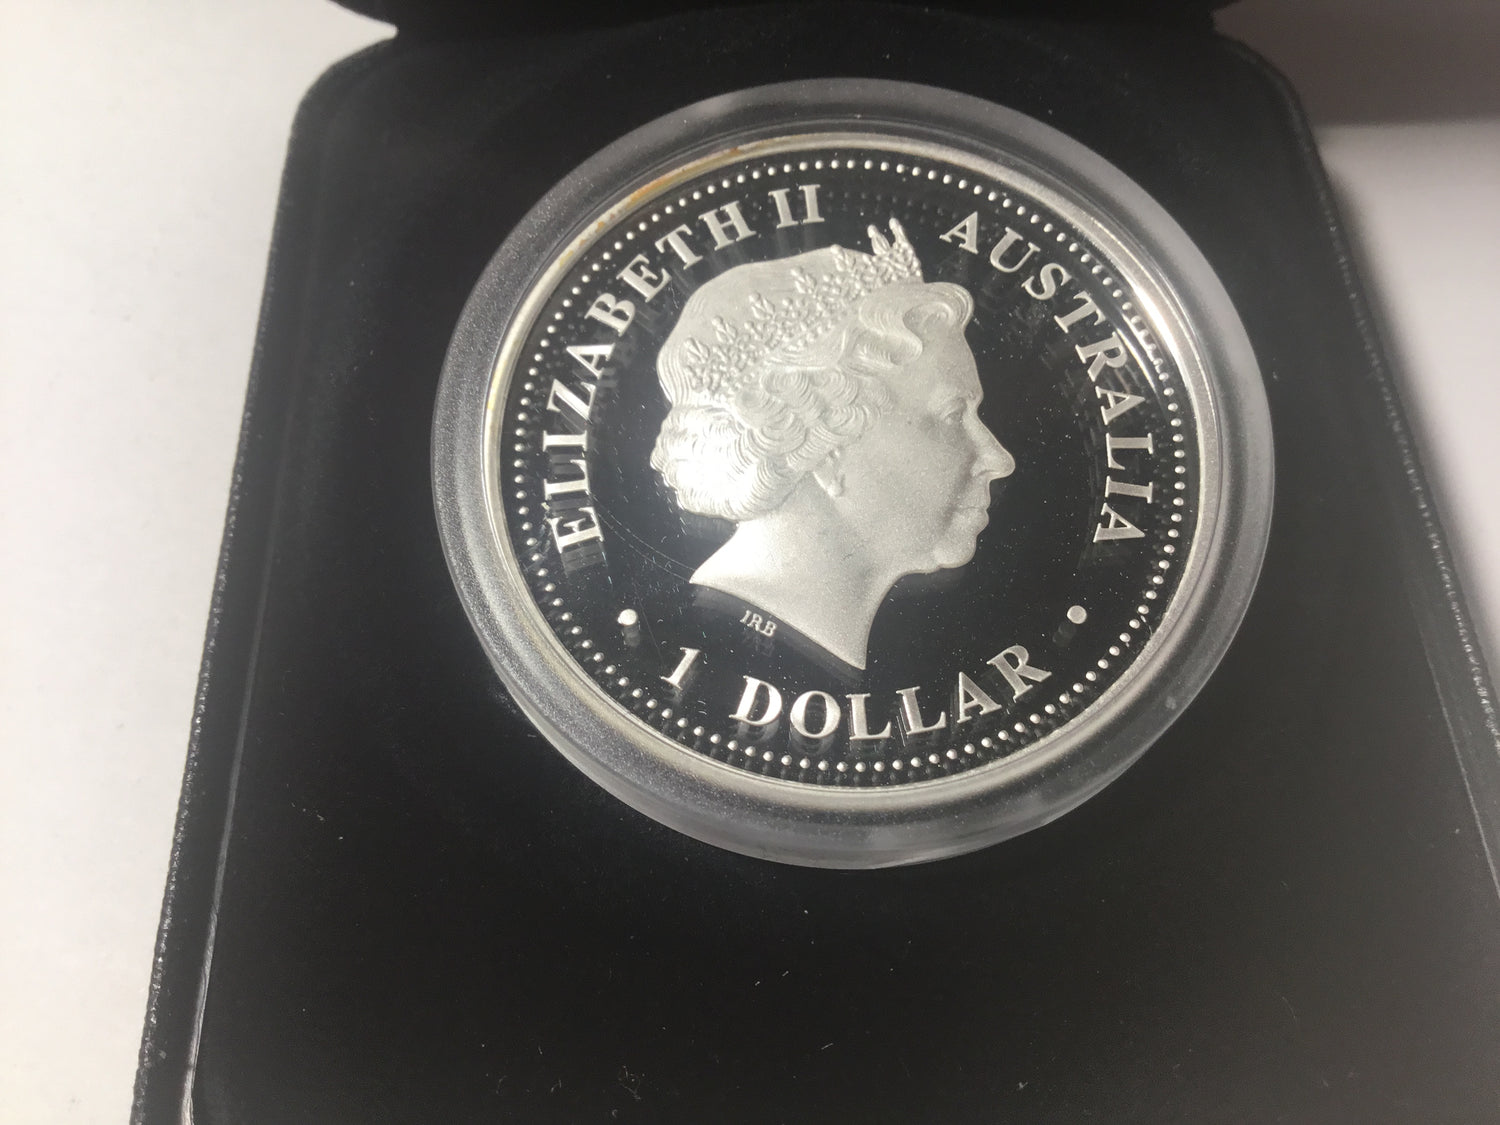 ELIZABETH II AUSTRALIA
IRB
1 DOLLAR